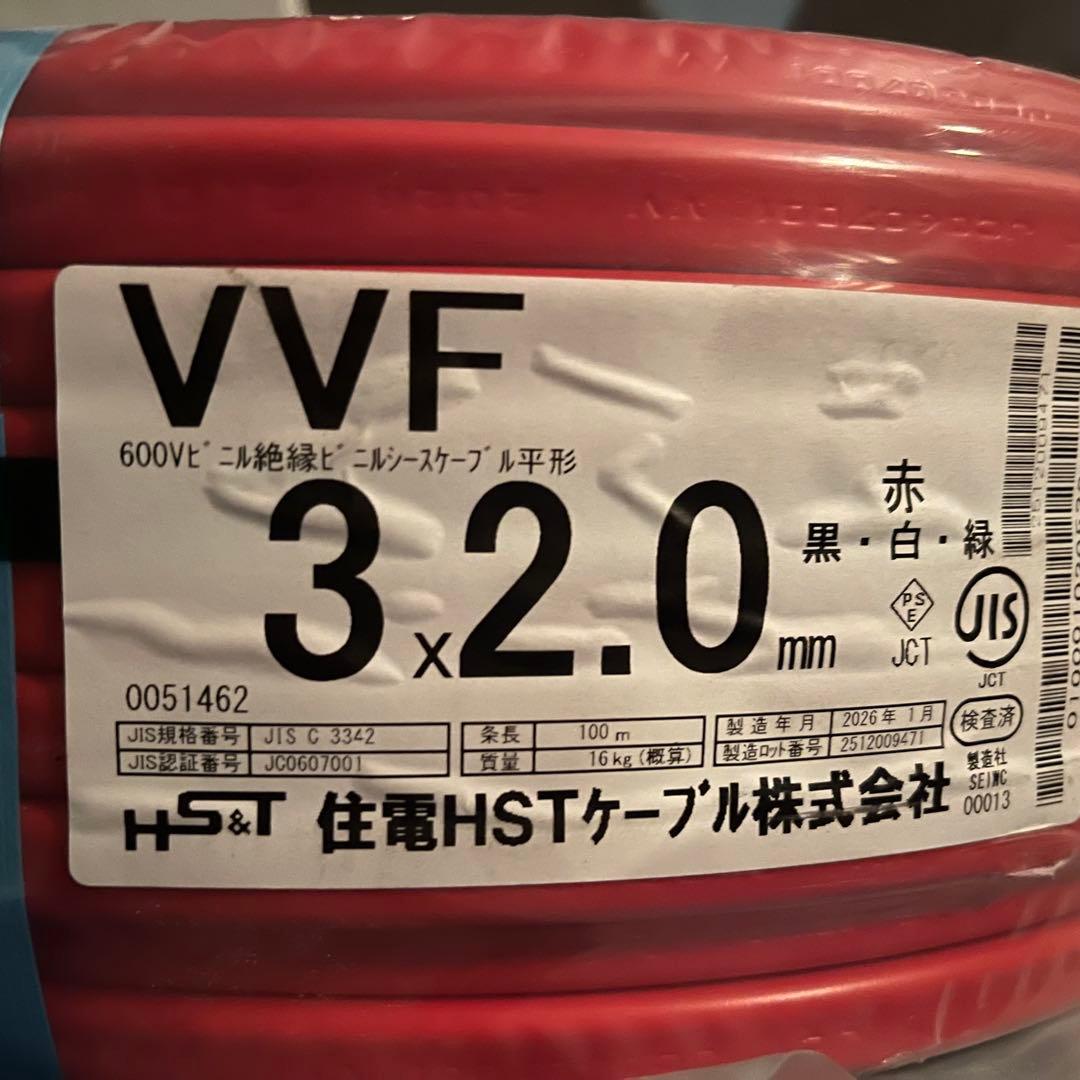 VVF
600Vビニル絶縁ビニルシースケーブル平形
3x2.0mm
赤
黒・白・緑
PS
E
JCT
JIS
JCT
0051462
JIS規格番号 JIS C 3342
JIS認証番号 JC0607001
条長 100m
質量 16kg(概算)
製造年月 2026年 1月
製造ロット番号 2512009471
検査済
製造社
SEIWC
00013
HS&T 住電HSTケーブル株式会社
2512009471